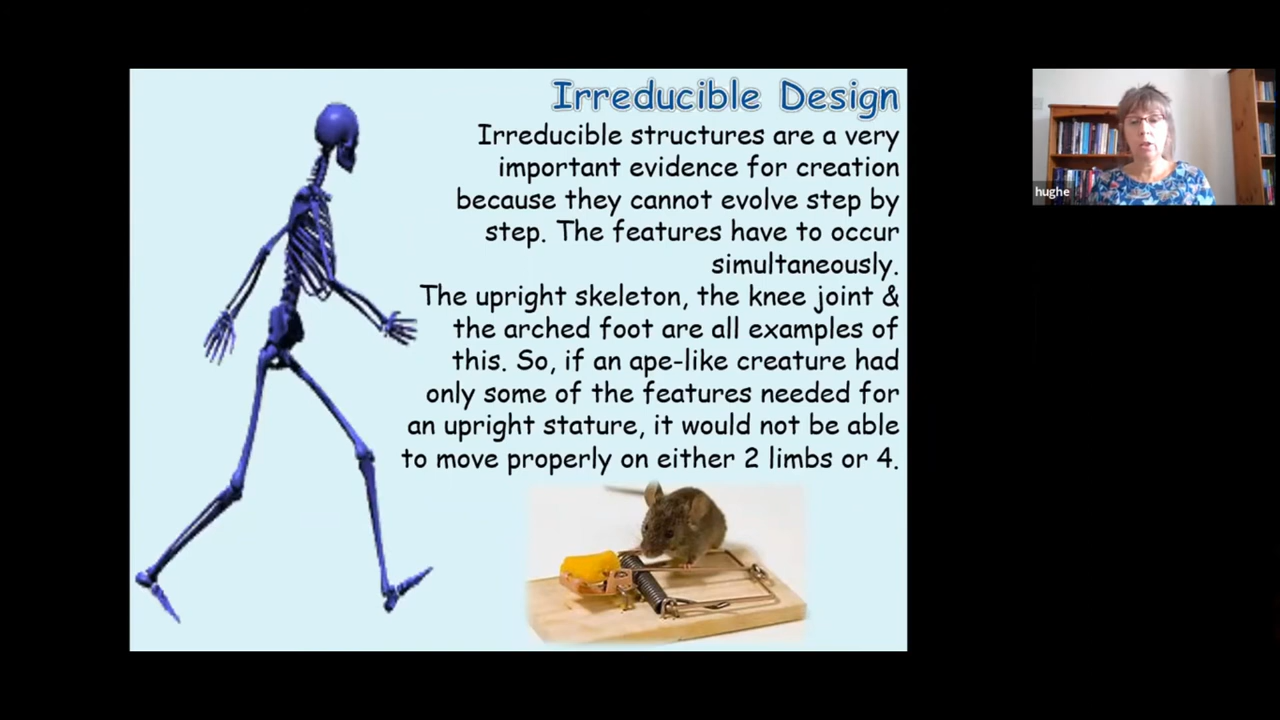 Irreducible Design
Irreducible structures are a very
important evidence for creation
because they cannot evolve step by
step. The features have to occur
simultaneously.
The upright skeleton, the knee joint &
the arched foot are all examples of
this. So, if an ape-like creature had
only some of the features needed for
an upright stature, it would not be able
to move properly on either 2 limbs or 4.
hughe